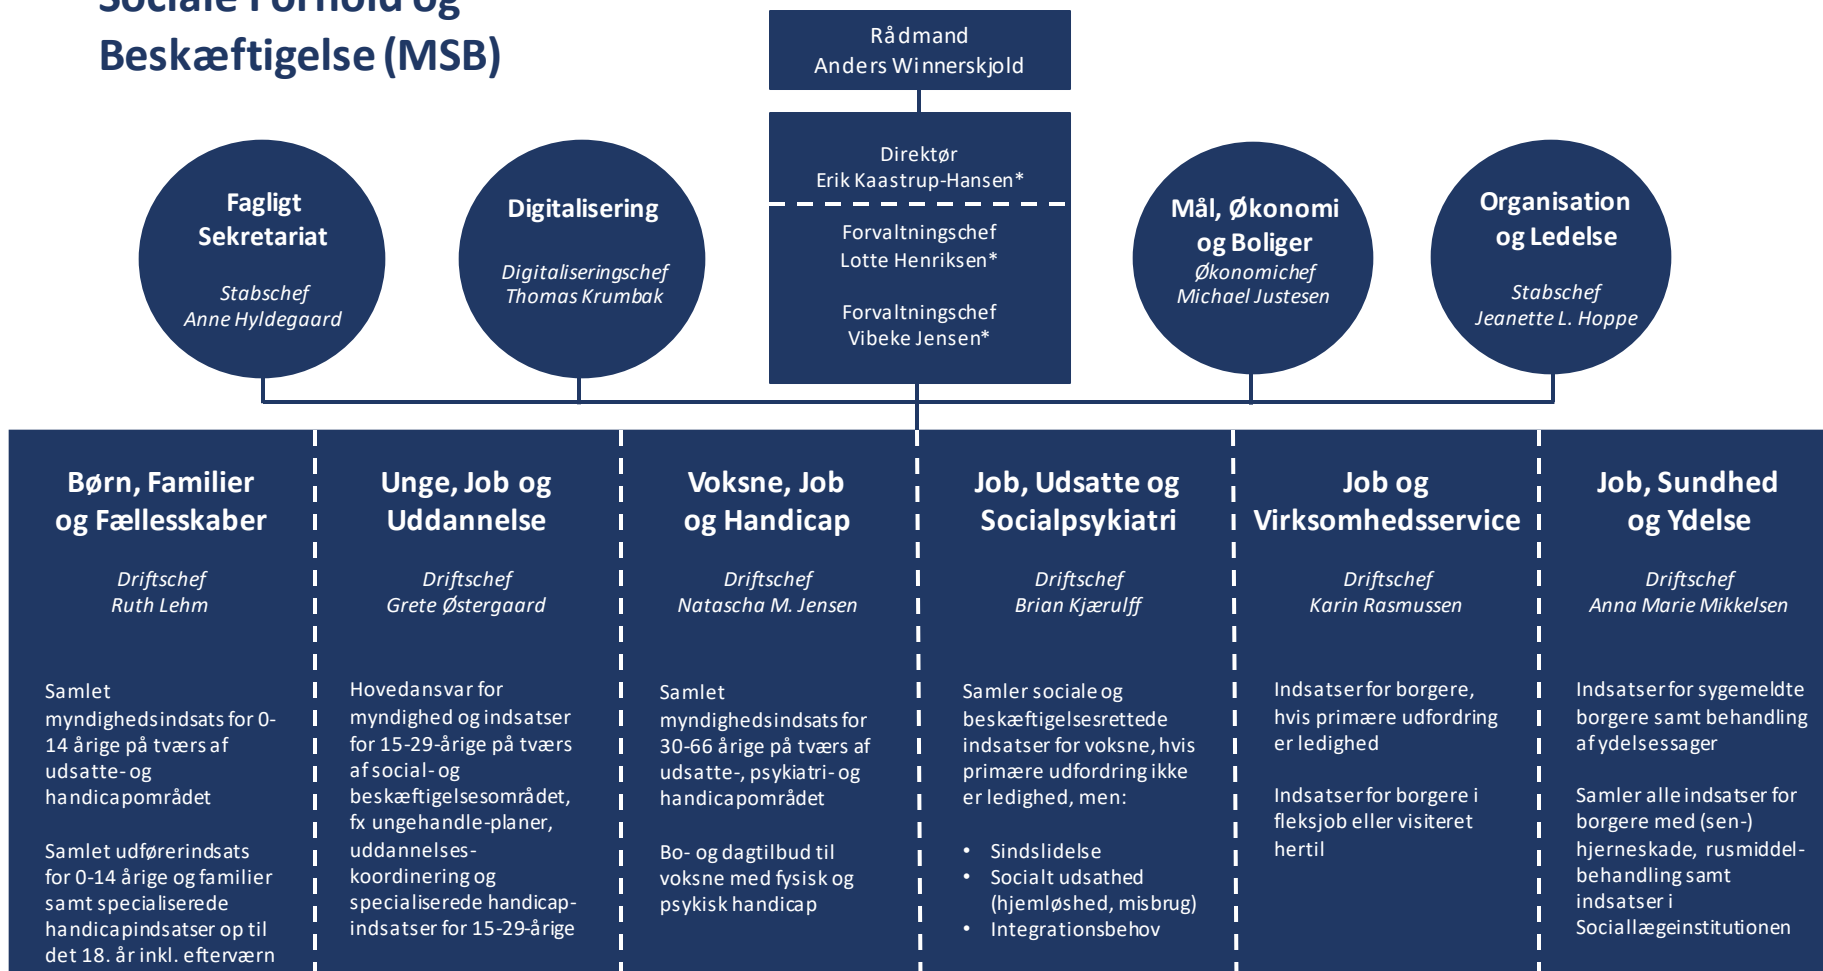 Sociale Forhold og
Beskæftigelse (MSB)
Rådmand
Anders Winnerskjold
Direktør
Erik Kaastrup-Hansen*
Forvaltningschef
Lotte Henriksen*
Forvaltningschef
Vibeke Jensen*
Fagligt
Sekretariat
Stabschef
Anne Hyldegaard
Digitalisering
Digitaliseringschef
Thomas Krumbak
Mål, Økonomi
og Boliger
Økonomichef
Michael Justesen
Organisation
og Ledelse
Stabschef
Jeanette L. Hoppe
Børn, Familier
og Fællesskaber
Driftschef
Ruth Lehm
Samlet
myndighedsindsats for 0-
14 årige på tværs af
udsatte- og
handicapområdet
Samlet udførerindsats
for 0-14 årige og familier
samt specialiserede
handicapindsatser op til
det 18. år inkl. efterværn
Unge, Job og
Uddannelse
Driftschef
Grete Østergaard
Hovedansvar for
myndighed og indsatser
for 15-29-årige på tværs
af social- og
beskæftigelsesområdet,
fx ungehandle-planer,
uddannelses-
koordinering og
specialiserede handicap-
indsatser for 15-29-årige
Voksne, Job
og Handicap
Driftschef
Natascha M. Jensen
Samlet
myndighedsindsats for
30-66 årige på tværs af
udsatte-, psykiatri- og
handicapområdet
Bo- og dagtilbud til
voksne med fysisk og
psykisk handicap
Job, Udsatte og
Socialpsykiatri
Driftschef
Brian Kjærulff
Samler sociale og
beskæftigelsesrettede
indsatser for voksne, hvis
primære udfordring ikke
er ledighed, men:
• Sindslidelse
• Socialt udsathed
(hjemløshed, misbrug)
• Integrationsbehov
Job og
Virksomhedsservice
Driftschef
Karin Rasmussen
Indsatser for borgere,
hvis primære udfordring
er ledighed
Indsatser for borgere i
fleksjob eller visiteret
hertil
Job, Sundhed
og Ydelse
Driftschef
Anna Marie Mikkelsen
Indsatser for sygemeldte
borgere samt behandling
af ydelsessager
Samler alle indsatser for
borgere med (sen-)
hjerneskade, rusmiddel-
behandling samt
indsatser i
Sociallægeinstitutionen